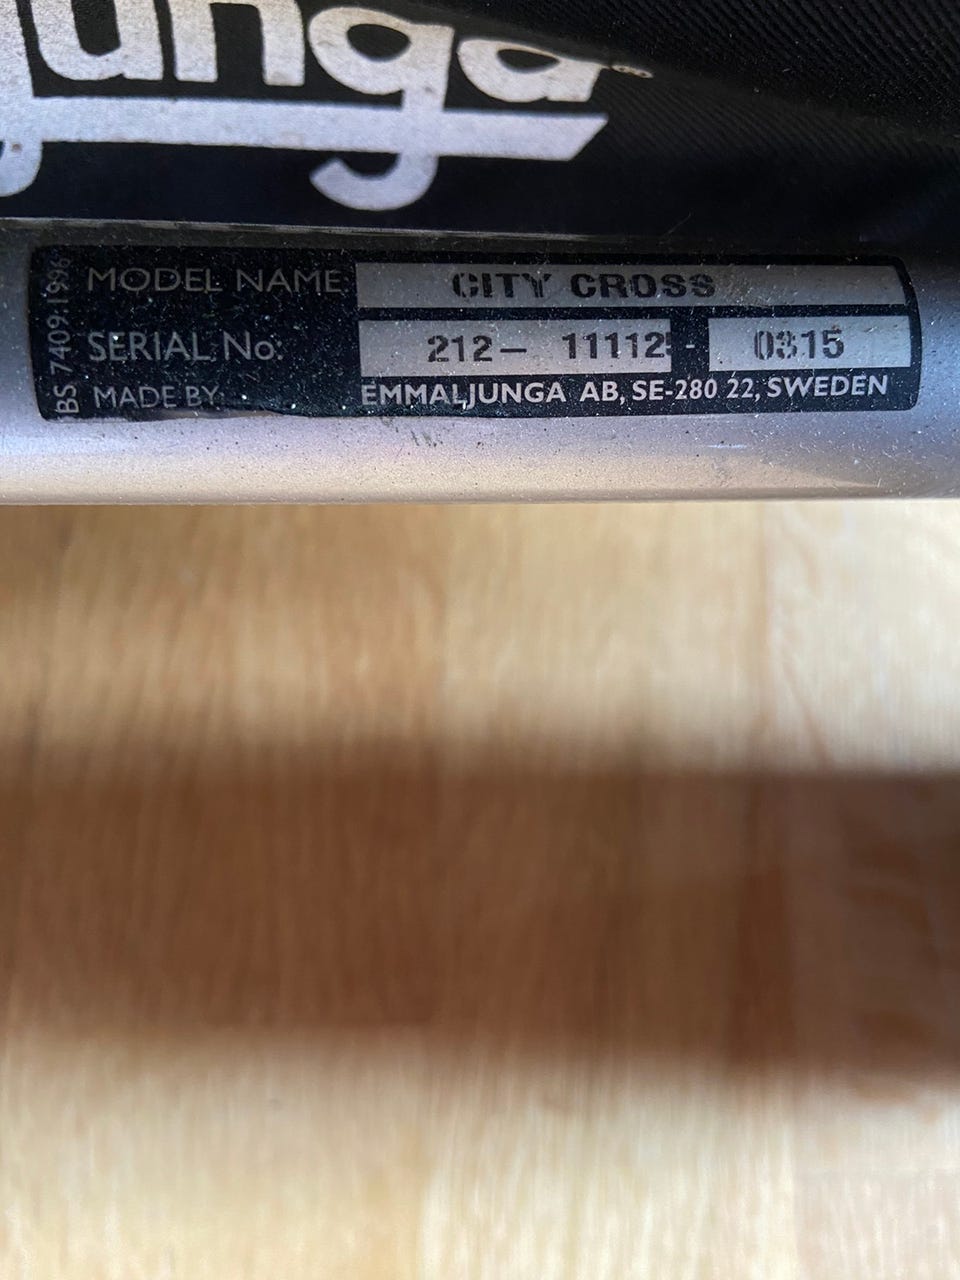 junga
BS 7409:1996
MODEL NAME CITY CROSS
SERIAL No: 212– 11112 - 0315
MADE BY EMMALJUNGA AB, SE-280 22, SWEDEN